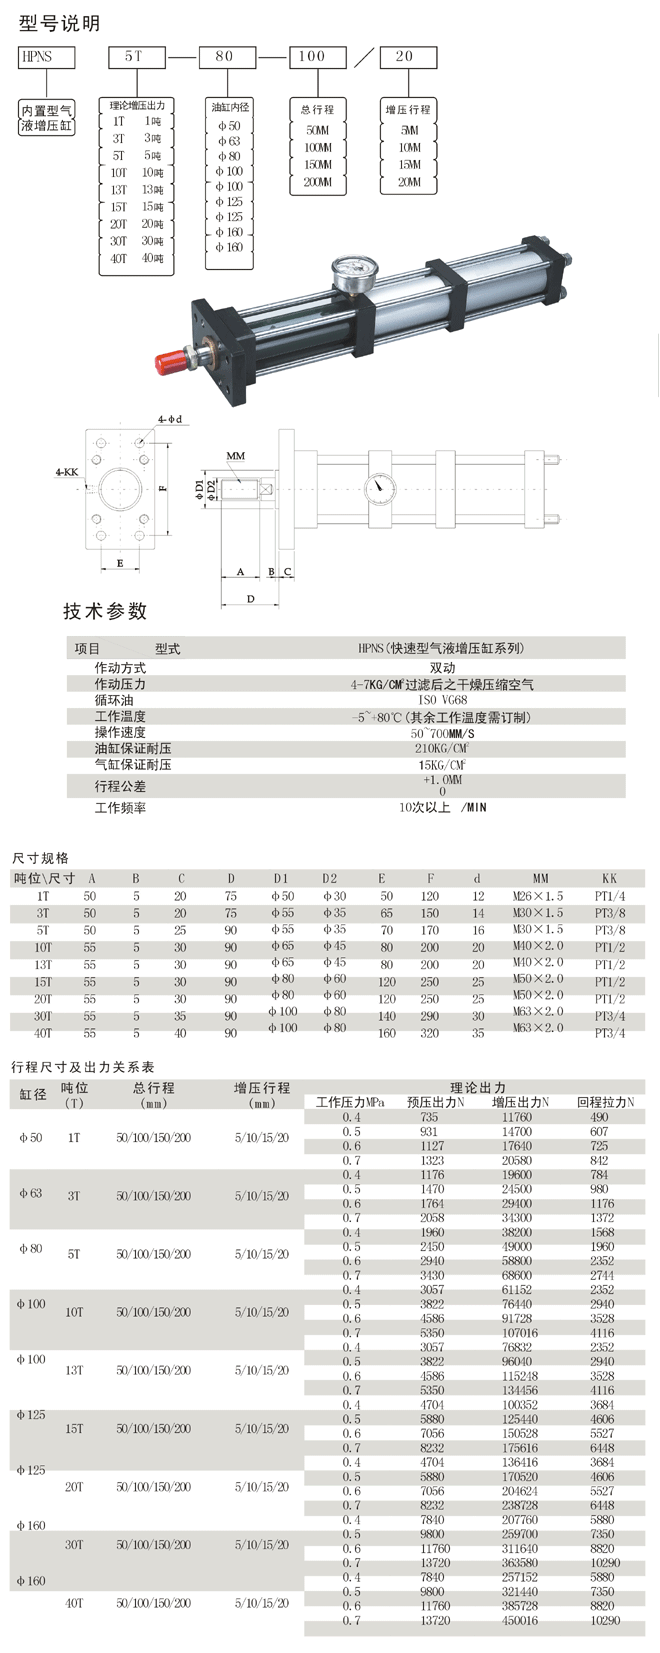 型号说明
HPNS 5T 80 100 / 20
内置型气
液增压缸
理论增压出力
1T 1吨
3T 3吨
5T 5吨
10T 10吨
13T 13吨
15T 15吨
20T 20吨
30T 30吨
40T 40吨
油缸内径
φ50
φ63
φ80
φ100
φ100
φ125
φ125
φ160
φ160
总行程
50MM
100MM
150MM
200MM
增压行程
5MM
10MM
15MM
20MM
4-φd
4-KK
F
E
MM
φD1
φD2
A
B
C
D
技术参数
项目 型式 HPNS(快速型气液增压缸系列)
作动方式 双动
作动压力 4-7KG/CM²过滤后之干燥压缩空气
循环油 ISO VG68
工作温度 -5~+80℃(其余工作温度需订制)
操作速度 50~700MM/S
油缸保证耐压 210KG/CM²
气缸保证耐压 15KG/CM²
行程公差 +1.0MM
0
工作频率 10次以上 /MIN
尺寸规格
吨位\尺寸 A B C D D1 D2 E F d MM KK
1T 50 5 20 75 φ50 φ30 50 120 12 M26×1.5 PT1/4
3T 50 5 20 75 φ55 φ35 65 150 14 M30×1.5 PT3/8
5T 50 5 25 90 φ55 φ35 70 170 16 M30×1.5 PT3/8
10T 55 5 30 90 φ65 φ45 80 200 20 M40×2.0 PT1/2
13T 55 5 30 90 φ65 φ45 80 200 20 M40×2.0 PT1/2
15T 55 5 30 90 φ80 φ60 120 250 25 M50×2.0 PT1/2
20T 55 5 30 90 φ80 φ60 120 250 25 M50×2.0 PT1/2
30T 55 5 35 90 φ100 φ80 140 290 30 M63×2.0 PT3/4
40T 55 5 40 90 φ100 φ80 160 320 35 M63×2.0 PT3/4
行程尺寸及出力关系表
缸径 吨位(T) 总行程(mm) 增压行程(mm) 理论出力
工作压力MPa 预压出力N 增压出力N 回程拉力N
φ50 1T 50/100/150/200 5/10/15/20
0.4 735 11760 490
0.5 931 14700 607
0.6 1127 17640 725
0.7 1323 20580 842
φ63 3T 50/100/150/200 5/10/15/20
0.4 1176 19600 784
0.5 1470 24500 980
0.6 1764 29400 1176
0.7 2058 34300 1372
φ80 5T 50/100/150/200 5/10/15/20
0.4 1960 38200 1568
0.5 2450 49000 1960
0.6 2940 58800 2352
0.7 3430 68600 2744
φ100 10T 50/100/150/200 5/10/15/20
0.4 3057 61152 2352
0.5 3822 76440 2940
0.6 4586 91728 3528
0.7 5350 107016 4116
φ100 13T 50/100/150/200 5/10/15/20
0.4 3057 76832 2352
0.5 3822 96040 2940
0.6 4586 115248 3528
0.7 5350 134456 4116
φ125 15T 50/100/150/200 5/10/15/20
0.4 4704 100352 3684
0.5 5880 125440 4606
0.6 7056 150528 5527
0.7 8232 175616 6448
φ125 20T 50/100/150/200 5/10/15/20
0.4 4704 136416 3684
0.5 5880 170520 4606
0.6 7056 204624 5527
0.7 8232 238728 6448
φ160 30T 50/100/150/200 5/10/15/20
0.4 7840 207760 5880
0.5 9800 259700 7350
0.6 11760 311640 8820
0.7 13720 363580 10290
φ160 40T 50/100/150/200 5/10/15/20
0.4 7840 257152 5880
0.5 9800 321440 7350
0.6 11760 385728 8820
0.7 13720 450016 10290